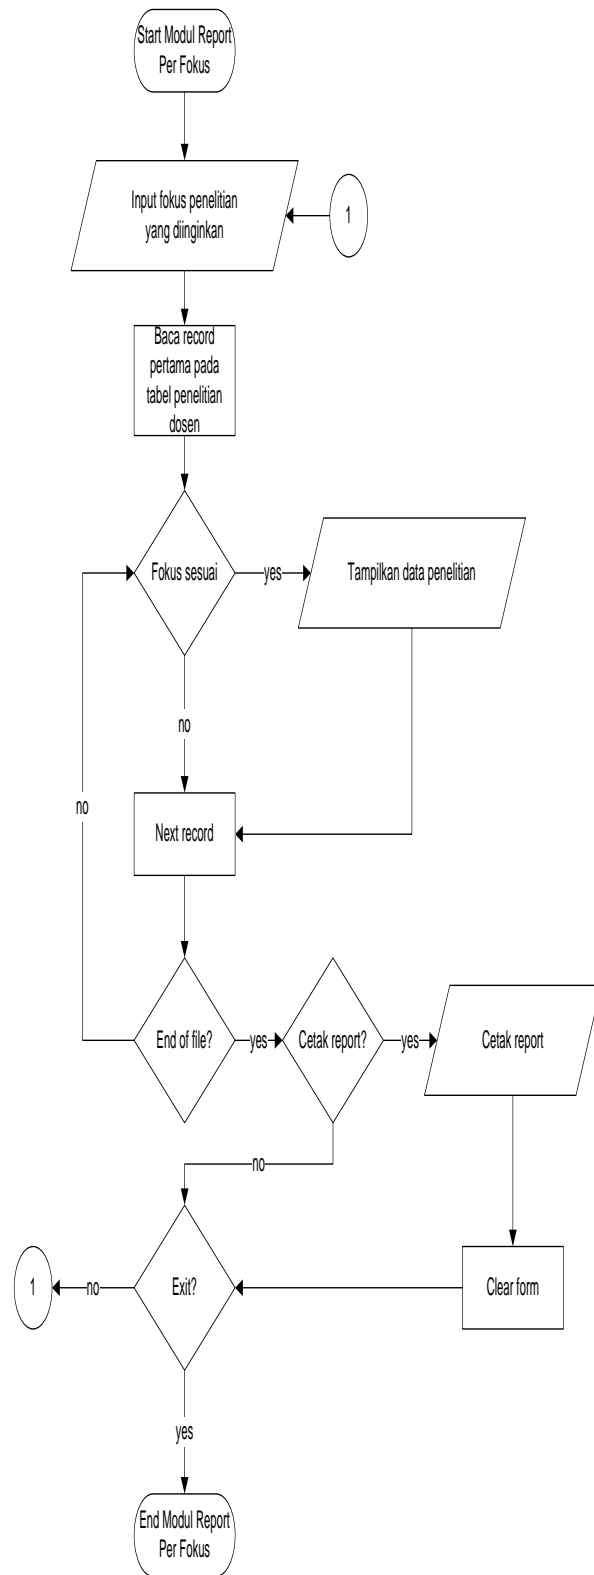 Start Modul Report
Per Fokus
Input fokus penelitian
yang diinginkan
1
Baca record
pertama pada
tabel penelitian
dosen
Fokus sesuai
yes
Tampilkan data penelitian
no
no
Next record
End of file?
yes
Cetak report?
yes
Cetak report
no
1
no
Exit?
Clear form
yes
End Modul Report
Per Fokus